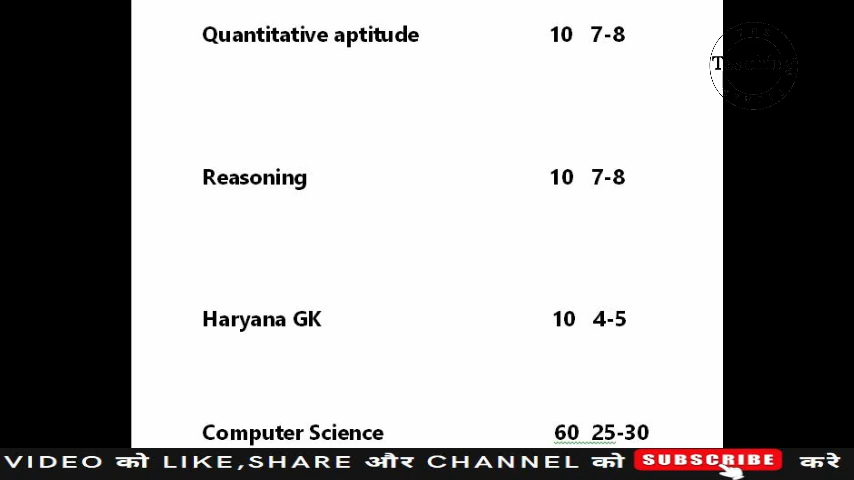 Quantitative aptitude 10 7-8
Teaching
Reasoning 10 7-8
Haryana GK 10 4-5
Computer Science 60 25-30
VIDEO को LIKE,SHARE और CHANNEL को SUBSCRIBE करे